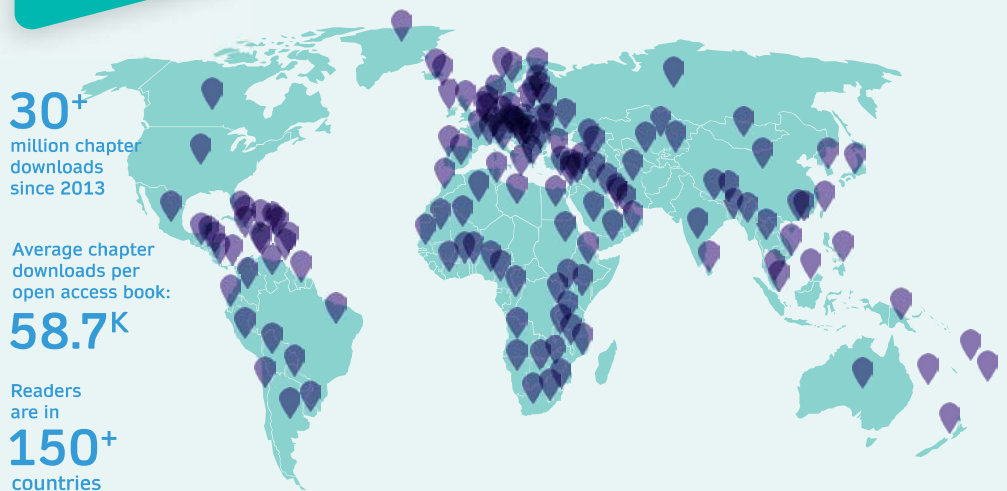 30+
million chapter
downloads
since 2013
Average chapter
downloads per
open access book:
58.7K
Readers
are in
150+
countries